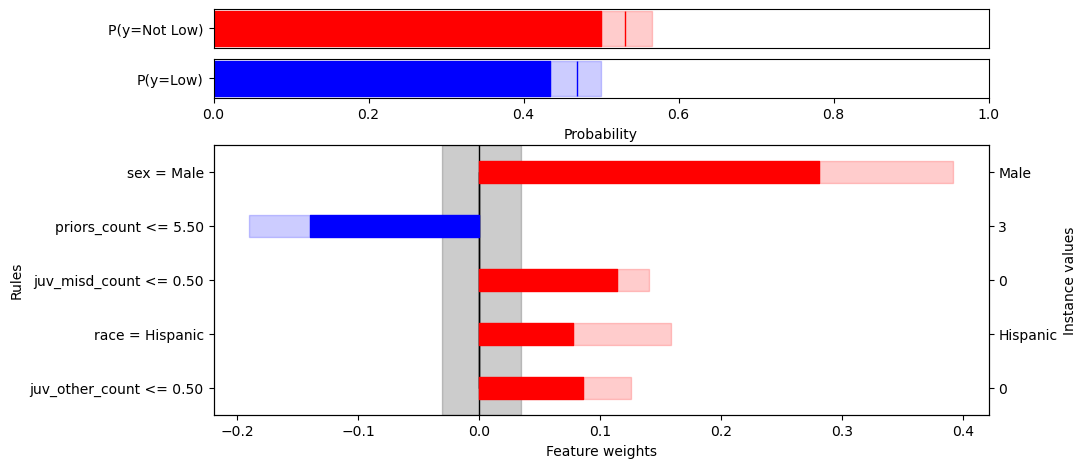 P(y=Not Low)
P(y=Low)
0.0 0.2 0.4 0.6 0.8 1.0
Probability
sex = Male Male
priors_count <= 5.50 3
juv_misd_count <= 0.50 0
race = Hispanic Hispanic
juv_other_count <= 0.50 0
Rules
Instance values
−0.2 −0.1 0.0 0.1 0.2 0.3 0.4
Feature weights